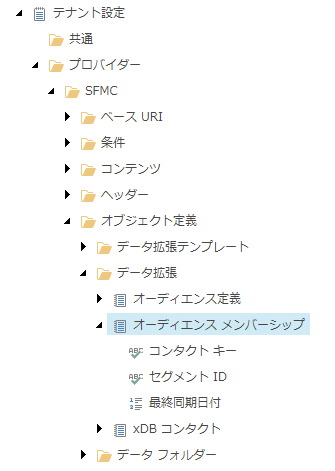 テナント設定
共通
プロバイダー
SFMC
ベース URI
条件
コンテンツ
ヘッダー
オブジェクト定義
データ拡張テンプレート
データ拡張
オーディエンス定義
オーディエンス メンバーシップ
コンタクト キー
セグメント ID
最終同期日付
xDB コンタクト
データ フォルダー